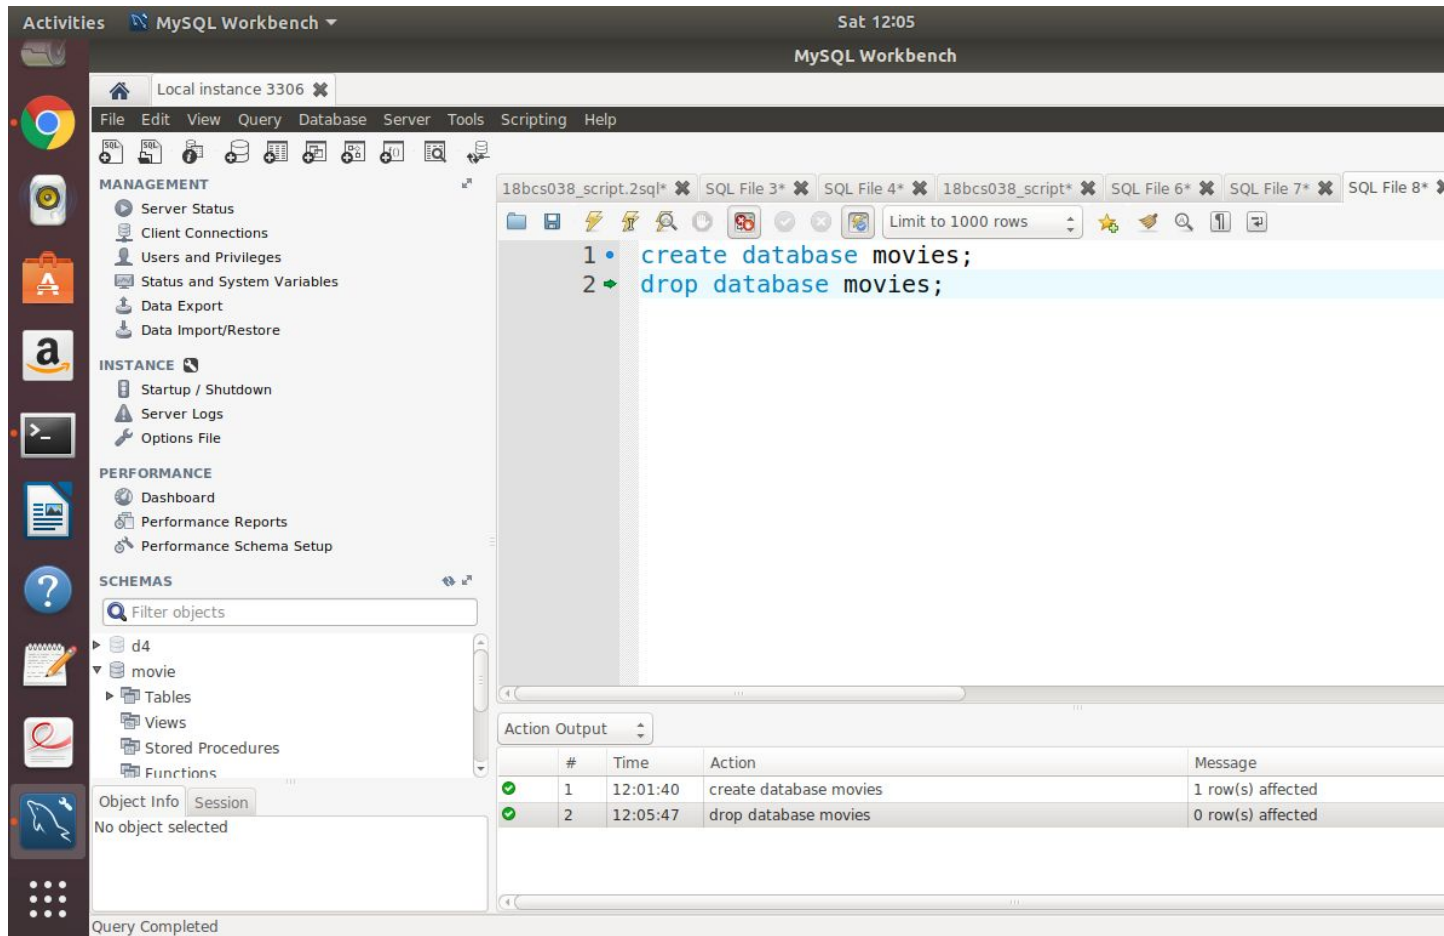 Activities MySQL Workbench Sat 12:05
MySQL Workbench
Local instance 3306
File Edit View Query Database Server Tools Scripting Help
MANAGEMENT
Server Status
Client Connections
Users and Privileges
Status and System Variables
Data Export
Data Import/Restore
INSTANCE
Startup / Shutdown
Server Logs
Options File
PERFORMANCE
Dashboard
Performance Reports
Performance Schema Setup
SCHEMAS
Filter objects
d4
movie
Tables
Views
Stored Procedures
Functions
Object Info Session
No object selected
18bcs038_script.2sql* SQL File 3* SQL File 4* 18bcs038_script* SQL File 6* SQL File 7* SQL File 8*
Limit to 1000 rows
1 create database movies;
2 drop database movies;
Action Output
# Time Action Message
1 12:01:40 create database movies 1 row(s) affected
2 12:05:47 drop database movies 0 row(s) affected
Query Completed